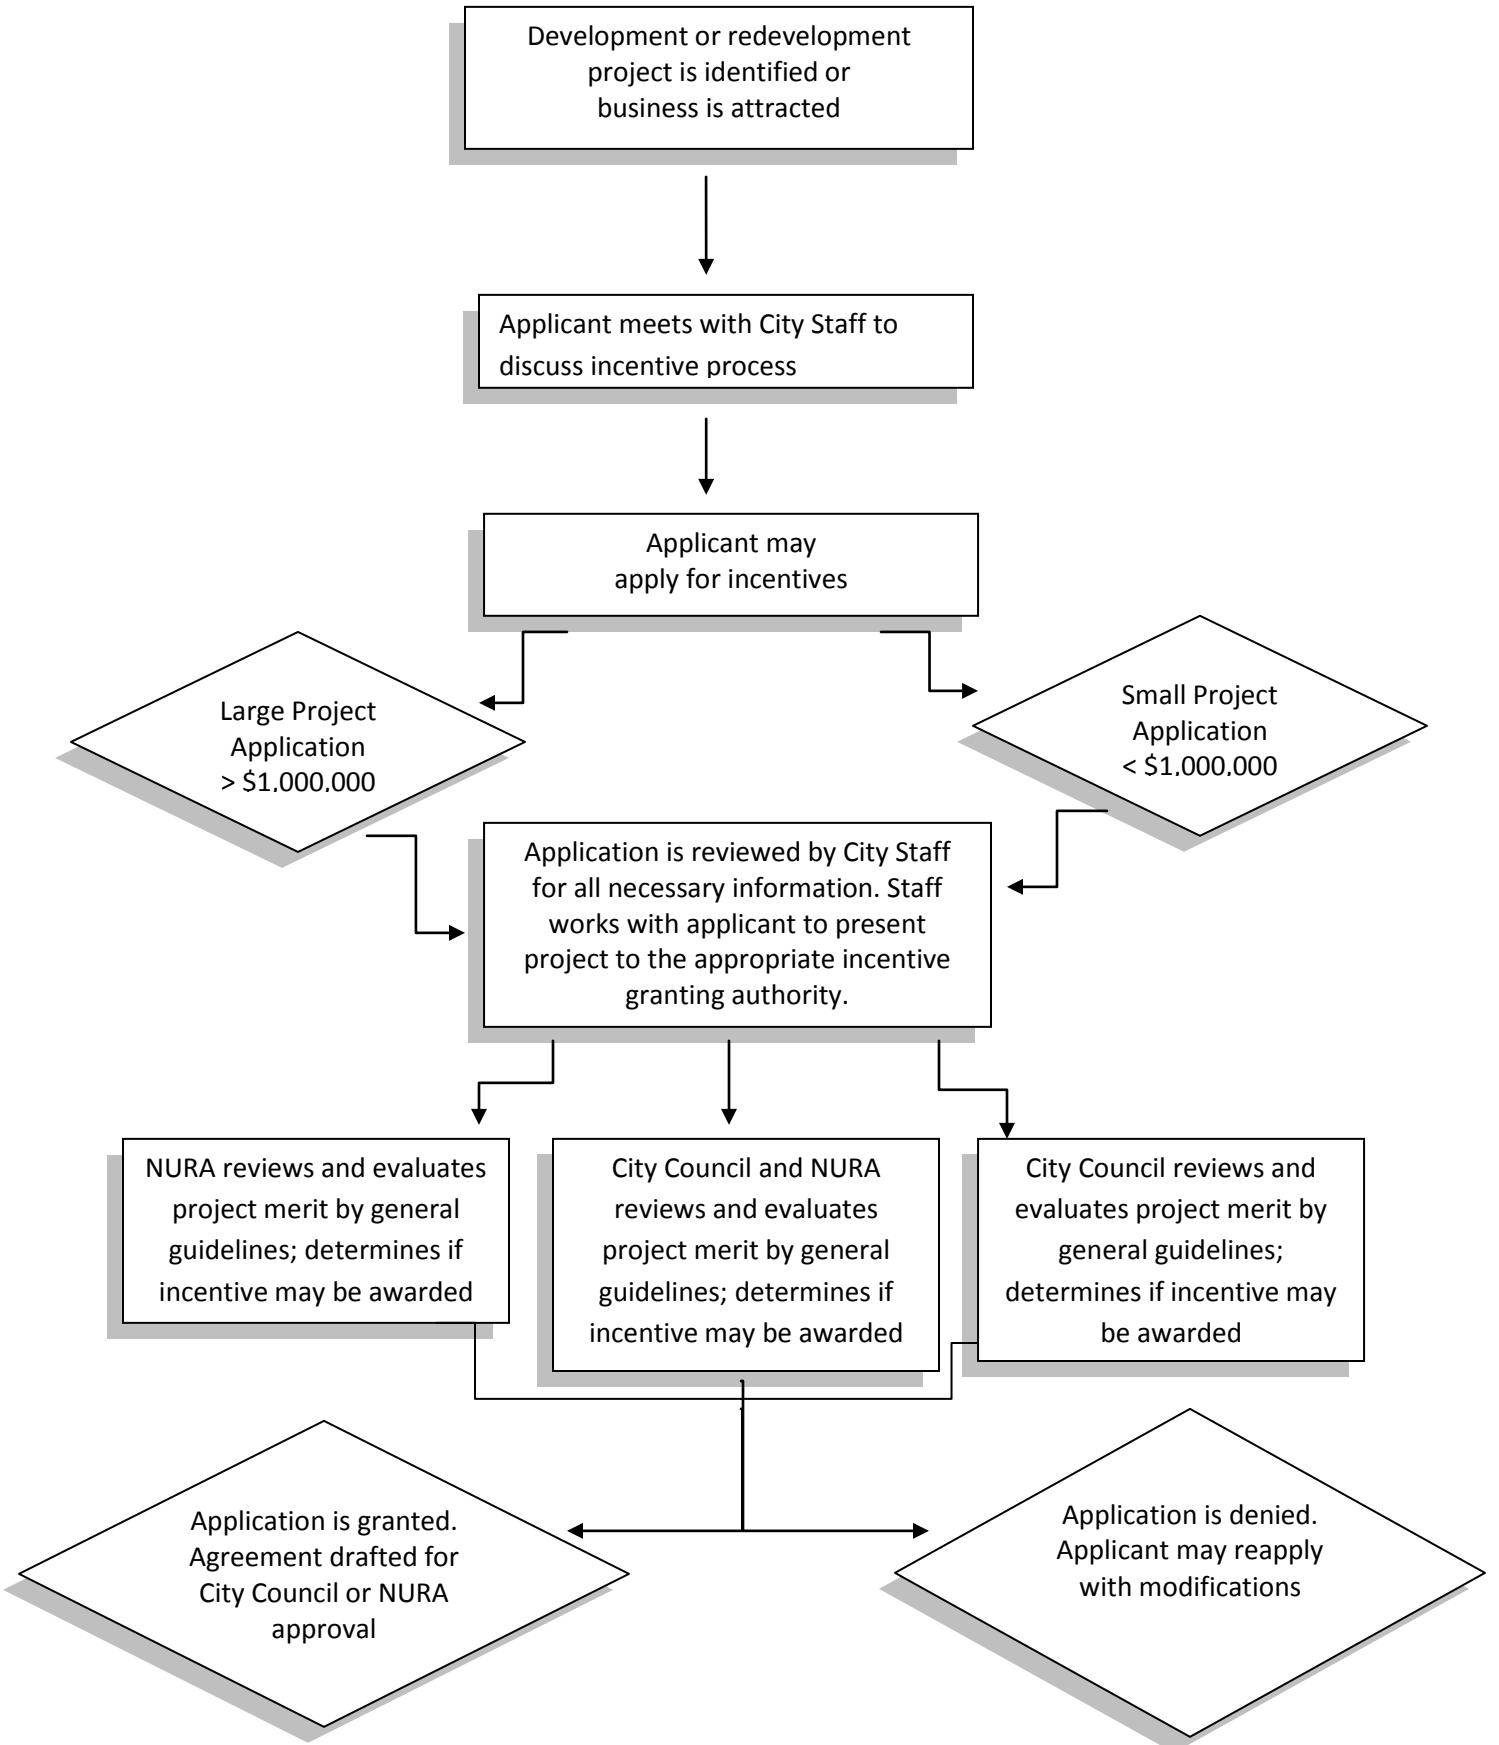 Development or redevelopment
project is identified or
business is attracted
Applicant meets with City Staff to
discuss incentive process
Applicant may
apply for incentives
Large Project
Application
> $1,000,000
Small Project
Application
< $1,000,000
Application is reviewed by City Staff
for all necessary information. Staff
works with applicant to present
project to the appropriate incentive
granting authority.
NURA reviews and evaluates
project merit by general
guidelines; determines if
incentive may be awarded
City Council and NURA
reviews and evaluates
project merit by general
guidelines; determines if
incentive may be awarded
City Council reviews and
evaluates project merit by
general guidelines;
determines if incentive may
be awarded
Application is granted.
Agreement drafted for
City Council or NURA
approval
Application is denied.
Applicant may reapply
with modifications